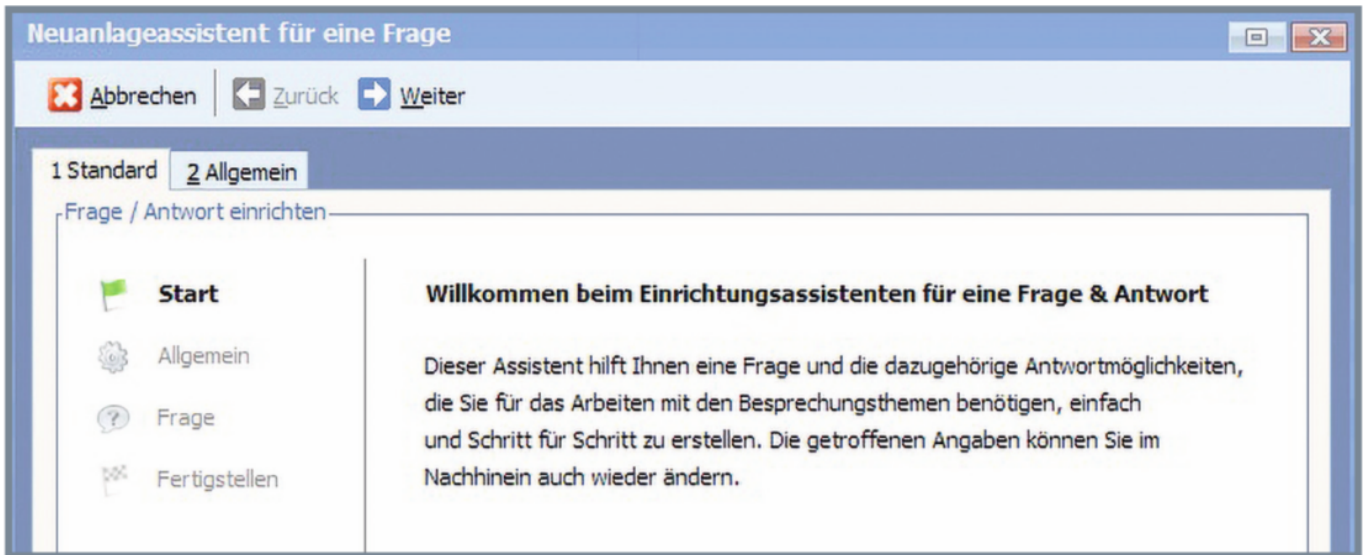 Neuanlageassistent für eine Frage
Abbrechen Zurück Weiter
1 Standard 2 Allgemein
Frage / Antwort einrichten
Start
Allgemein
Frage
Fertigstellen
Willkommen beim Einrichtungsassistenten für eine Frage & Antwort
Dieser Assistent hilft Ihnen eine Frage und die dazugehörige Antwortmöglichkeiten,
die Sie für das Arbeiten mit den Besprechungsthemen benötigen, einfach
und Schritt für Schritt zu erstellen. Die getroffenen Angaben können Sie im
Nachhinein auch wieder ändern.